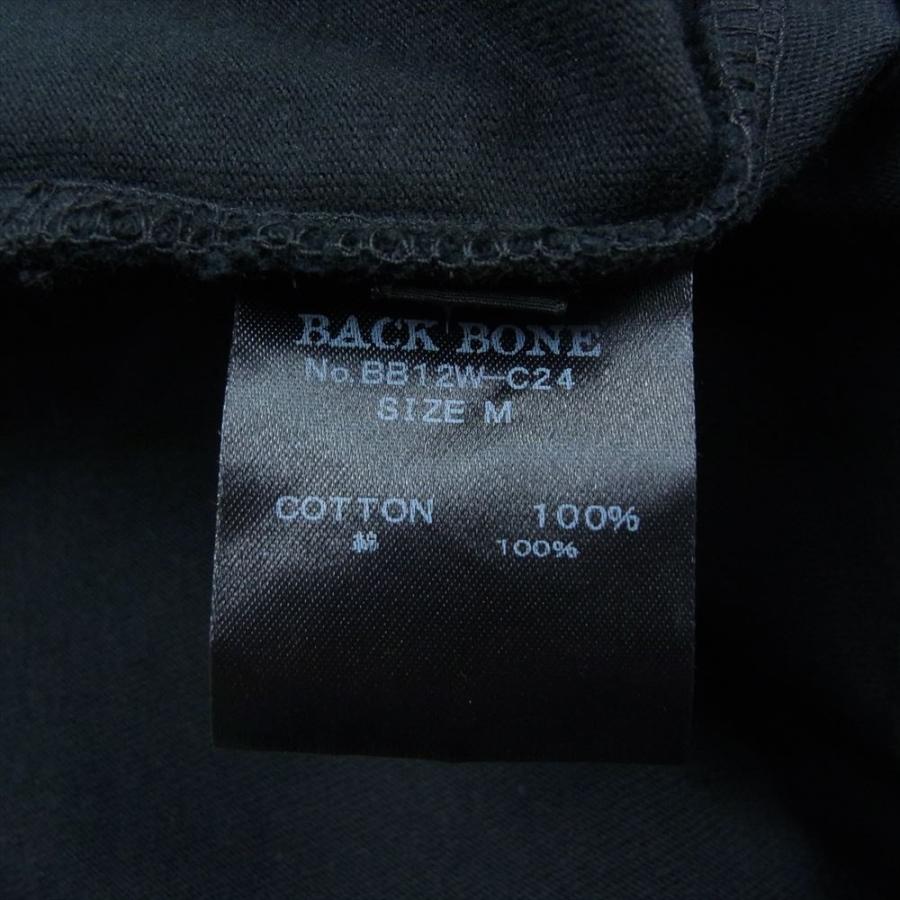 BACK BONE
No.BB12W-C24
SIZE M
COTTON 100%
綿 100%